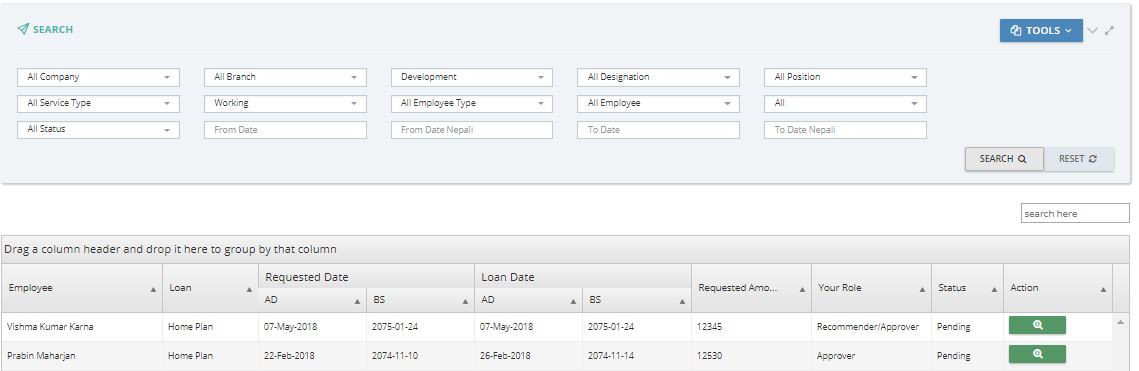 SEARCH
TOOLS
All Company All Branch Development All Designation All Position
All Service Type Working All Employee Type All Employee All
All Status From Date From Date Nepali To Date To Date Nepali
SEARCH RESET
search here
Drag a column header and drop it here to group by that column
Employee Loan Requested Date Loan Date Requested Amo... Your Role Status Action
AD BS AD BS
Vishma Kumar Karna Home Plan 07-May-2018 2075-01-24 07-May-2018 2075-01-24 12345 Recommender/Approver Pending
Prabin Maharjan Home Plan 22-Feb-2018 2074-11-10 26-Feb-2018 2074-11-14 12530 Approver Pending